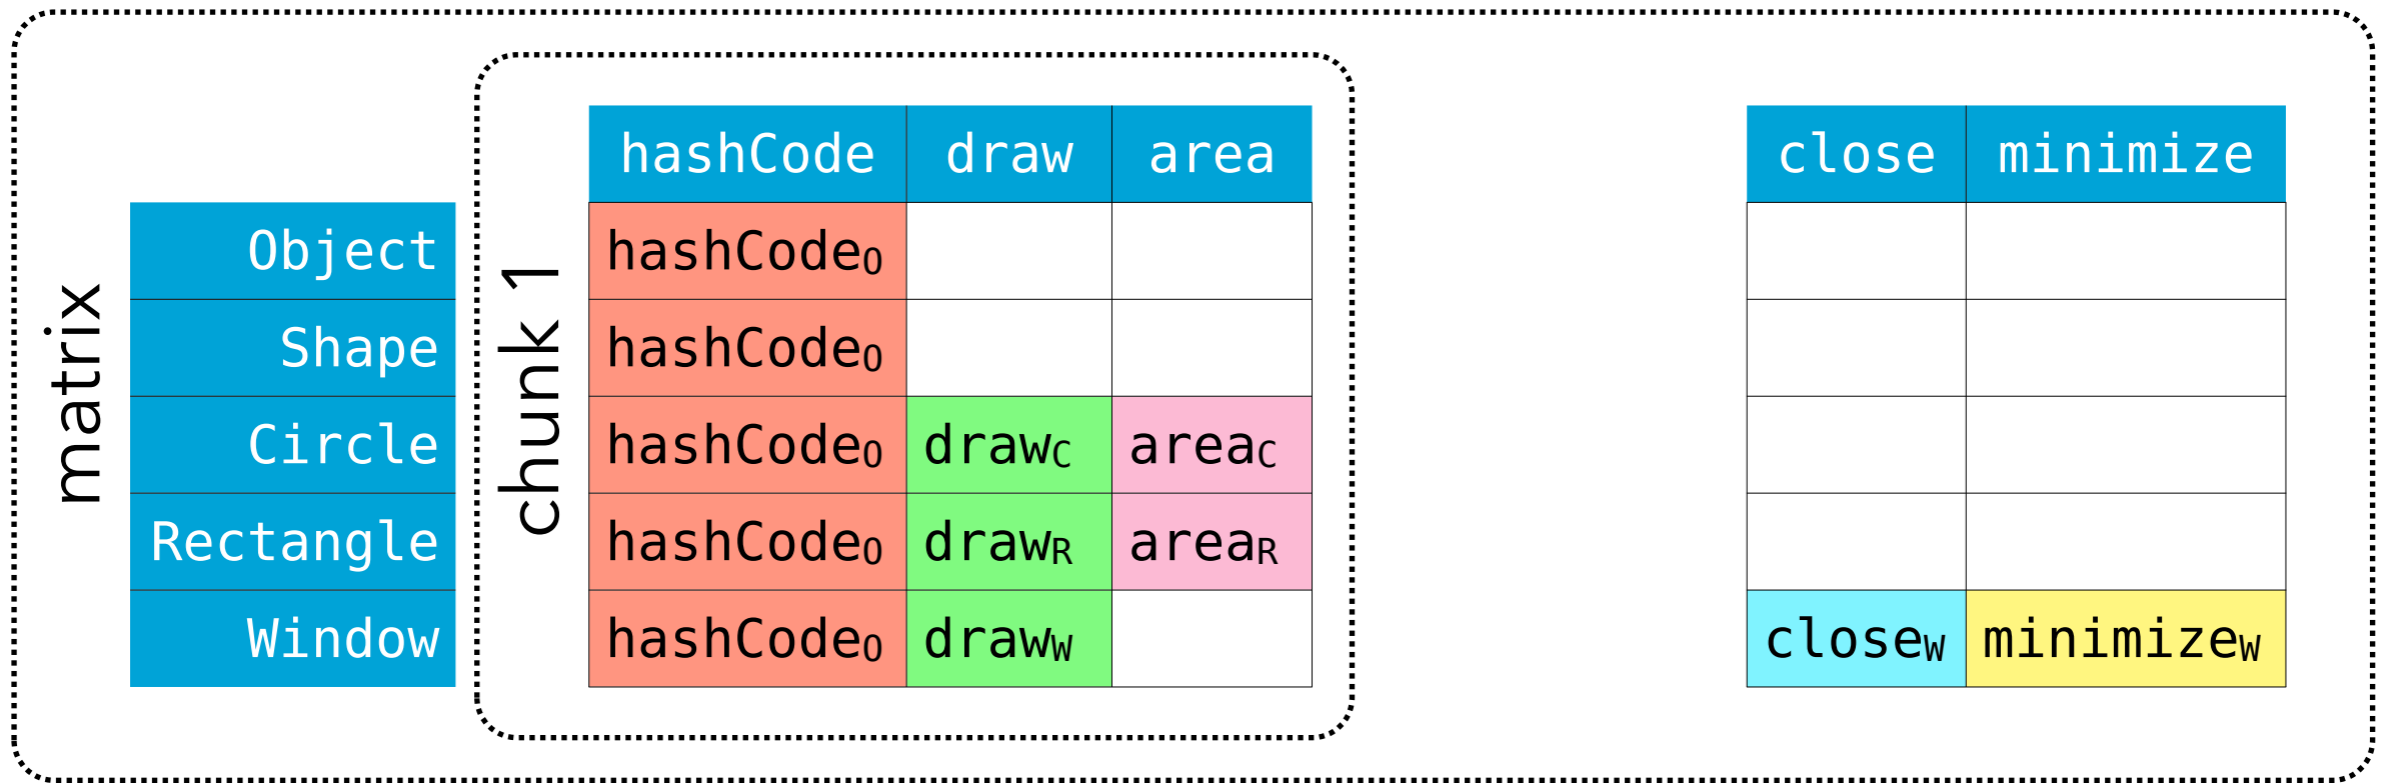 matrix
chunk 1
hashCode draw area close minimize
Object hashCodeO
Shape hashCodeO
Circle hashCodeO drawC areaC
Rectangle hashCodeO drawR areaR
Window hashCodeO drawW closeW minimizeW